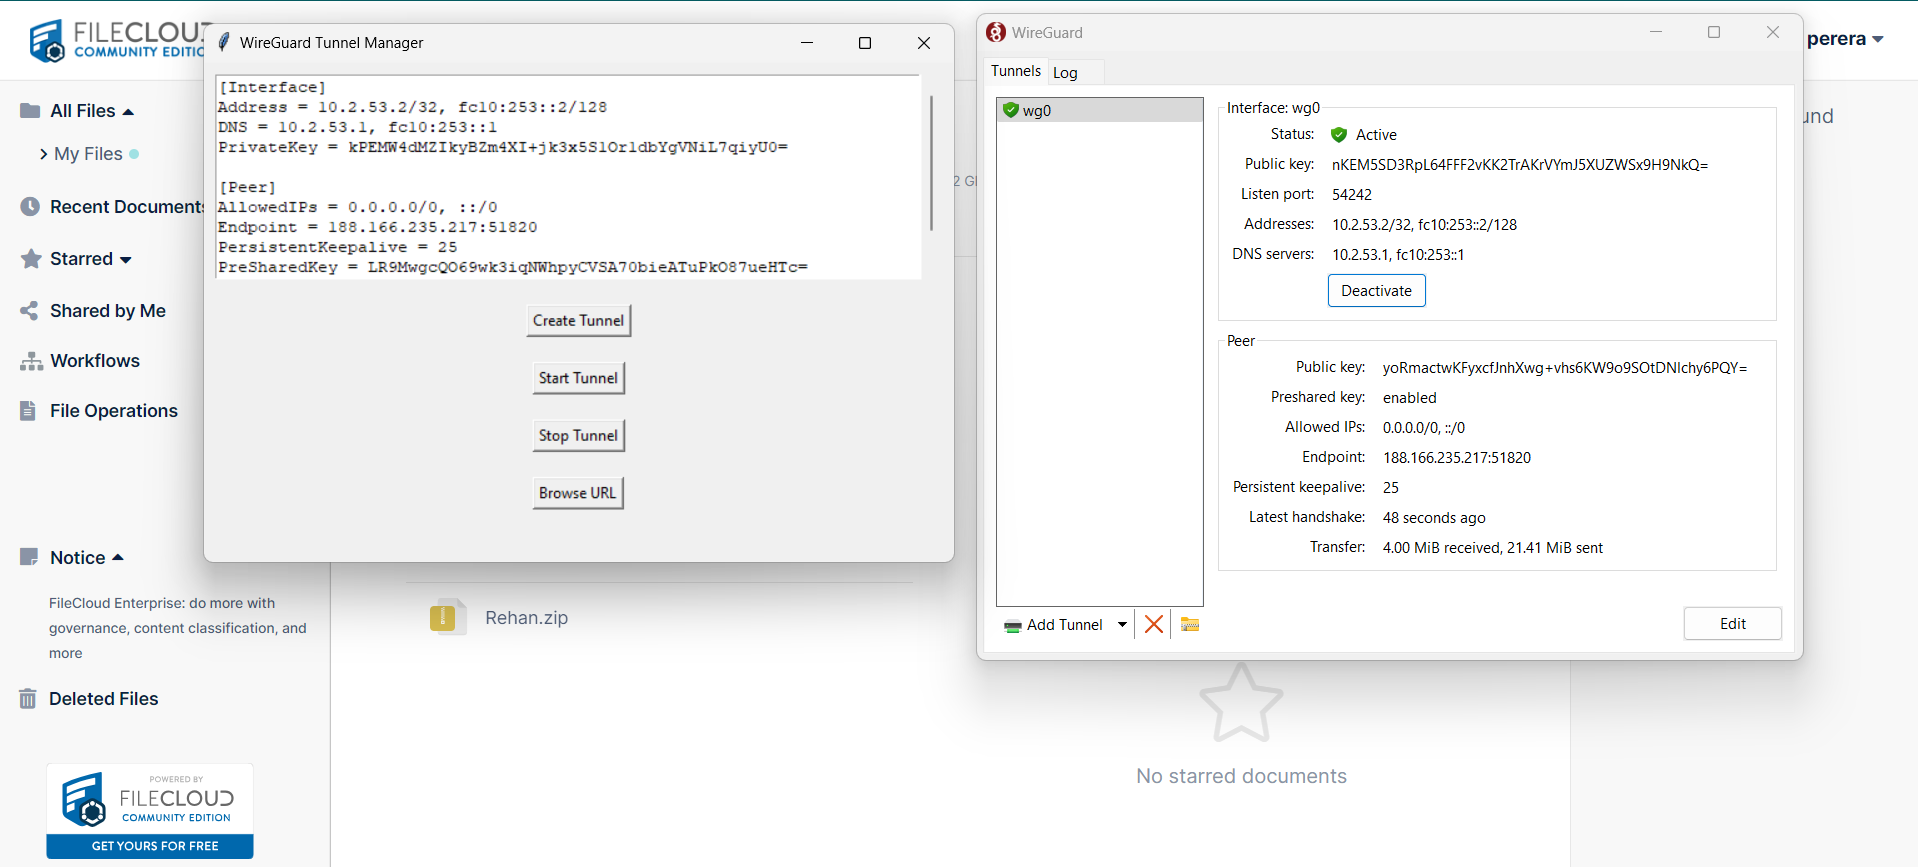 FILECLOUD
COMMUNITY EDITION
perera
All Files
My Files
Recent Documents
Starred
Shared by Me
Workflows
File Operations
Notice
FileCloud Enterprise: do more with
governance, content classification, and
more
Deleted Files
POWERED BY
FILECLOUD
COMMUNITY EDITION
GET YOURS FOR FREE
WireGuard Tunnel Manager
[Interface]
Address = 10.2.53.2/32, fc10:253::2/128
DNS = 10.2.53.1, fc10:253::1
PrivateKey = kPEMW4dMZIkyBZm4XI+jk3x5S1Or1dbYgVNiL7qiyU0=
[Peer]
AllowedIPs = 0.0.0.0/0, ::/0
Endpoint = 188.166.235.217:51820
PersistentKeepalive = 25
PreSharedKey = LR9MwgcQO69wk3iqNWhpyCVSA70bieATuPkO87ueHTc=
Create Tunnel
Start Tunnel
Stop Tunnel
Browse URL
Rehan.zip
WireGuard
Tunnels
Log
wg0
Interface: wg0
Status: Active
Public key: nKEM5SD3RpL64FFF2vKK2TrAKrVYmJ5XUZWSx9H9NkQ=
Listen port: 54242
Addresses: 10.2.53.2/32, fc10:253::2/128
DNS servers: 10.2.53.1, fc10:253::1
Deactivate
Peer
Public key: yoRmactwKFyxcfJnhXwg+vhs6KW9o9SOtDNIchy6PQY=
Preshared key: enabled
Allowed IPs: 0.0.0.0/0, ::/0
Endpoint: 188.166.235.217:51820
Persistent keepalive: 25
Latest handshake: 48 seconds ago
Transfer: 4.00 MiB received, 21.41 MiB sent
Add Tunnel
Edit
No starred documents